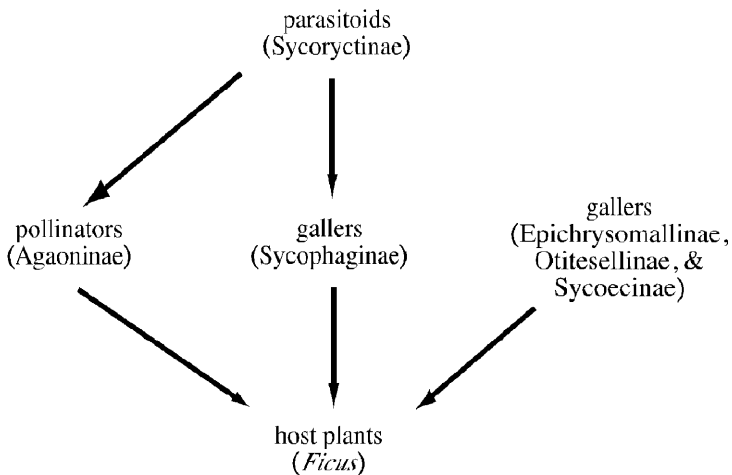 parasitoids
(Sycoryctinae)
pollinators
(Agaoninae)
gallers
(Sycophaginae)
gallers
(Epichrysomallinae,
Otitesellinae, &
Sycoecinae)
host plants
(Ficus)